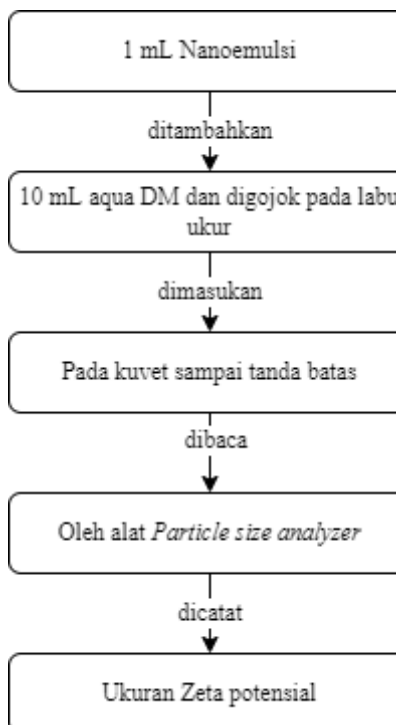 1 mL Nanoemulsi
ditambahkan
10 mL aqua DM dan digojok pada labu
ukur
dimasukan
Pada kuvet sampai tanda batas
dibaca
Oleh alat Particle size analyzer
dicatat
Ukuran Zeta potensial